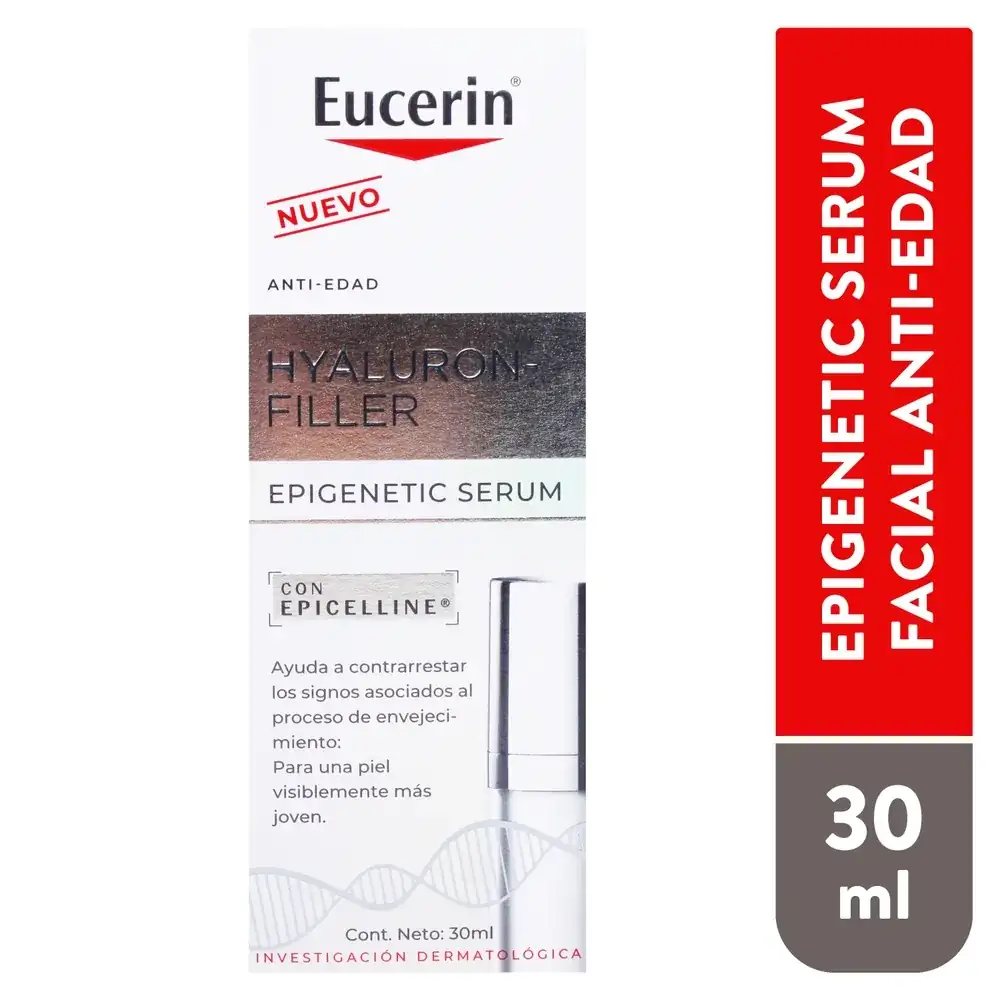 Eucerin®
NUEVO
ANTI-EDAD
HYALURON-
FILLER
EPIGENETIC SERUM
CON
EPICELLINE®
Ayuda a contrarrestar
los signos asociados al
proceso de envejeci-
miento:
Para una piel
visiblemente más
joven.
Cont. Neto: 30ml
INVESTIGACIÓN DERMATOLÓGICA
EPIGENETIC SERUM
FACIAL ANTI-EDAD
30
ml